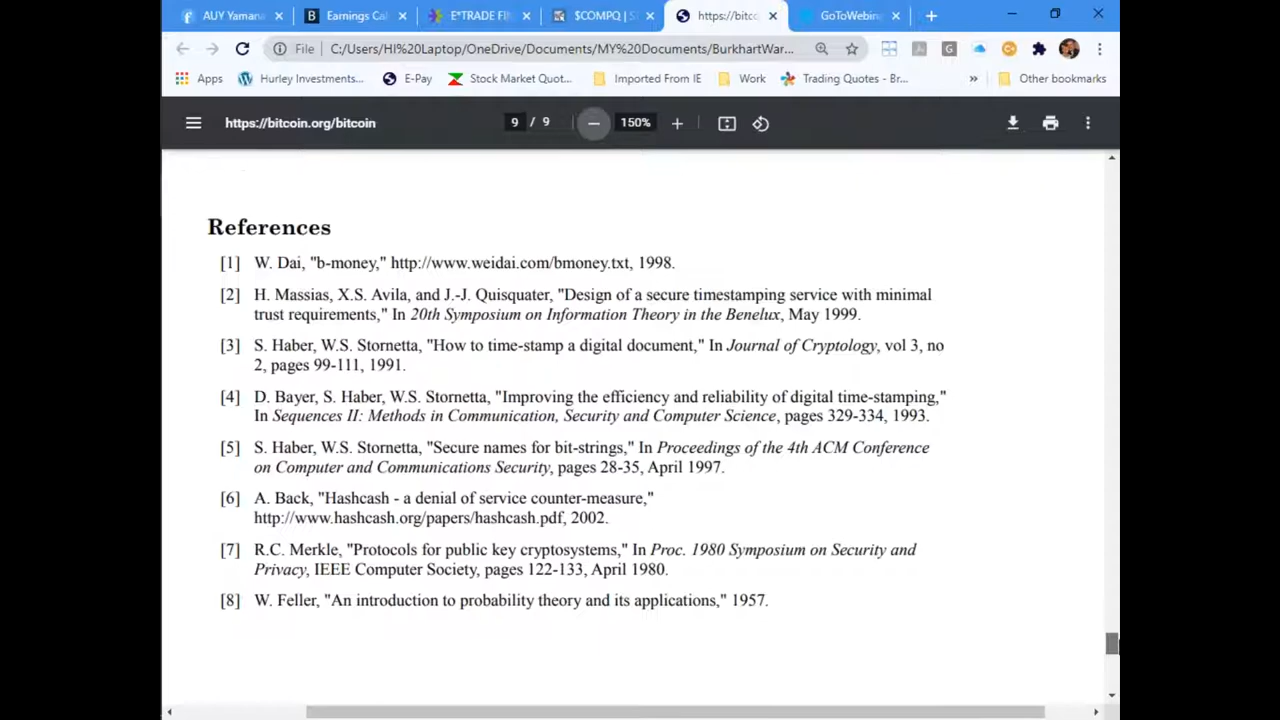 AUY Yamana
Earnings Cal
E*TRADE FI
$COMPQ | S
https://bitco
GoToWebin
File C:/Users/HI%20Laptop/OneDrive/Documents/MY%20Documents/BurkhartWar...
Apps Hurley Investments... E-Pay Stock Market Quot... Imported From IE Work Trading Quotes - Br... » Other bookmarks
https://bitcoin.org/bitcoin 9 / 9 150%
References
[1] W. Dai, "b-money," http://www.weidai.com/bmoney.txt, 1998.
[2] H. Massias, X.S. Avila, and J.-J. Quisquater, "Design of a secure timestamping service with minimal
trust requirements," In 20th Symposium on Information Theory in the Benelux, May 1999.
[3] S. Haber, W.S. Stornetta, "How to time-stamp a digital document," In Journal of Cryptology, vol 3, no
2, pages 99-111, 1991.
[4] D. Bayer, S. Haber, W.S. Stornetta, "Improving the efficiency and reliability of digital time-stamping,"
In Sequences II: Methods in Communication, Security and Computer Science, pages 329-334, 1993.
[5] S. Haber, W.S. Stornetta, "Secure names for bit-strings," In Proceedings of the 4th ACM Conference
on Computer and Communications Security, pages 28-35, April 1997.
[6] A. Back, "Hashcash - a denial of service counter-measure,"
http://www.hashcash.org/papers/hashcash.pdf, 2002.
[7] R.C. Merkle, "Protocols for public key cryptosystems," In Proc. 1980 Symposium on Security and
Privacy, IEEE Computer Society, pages 122-133, April 1980.
[8] W. Feller, "An introduction to probability theory and its applications," 1957.